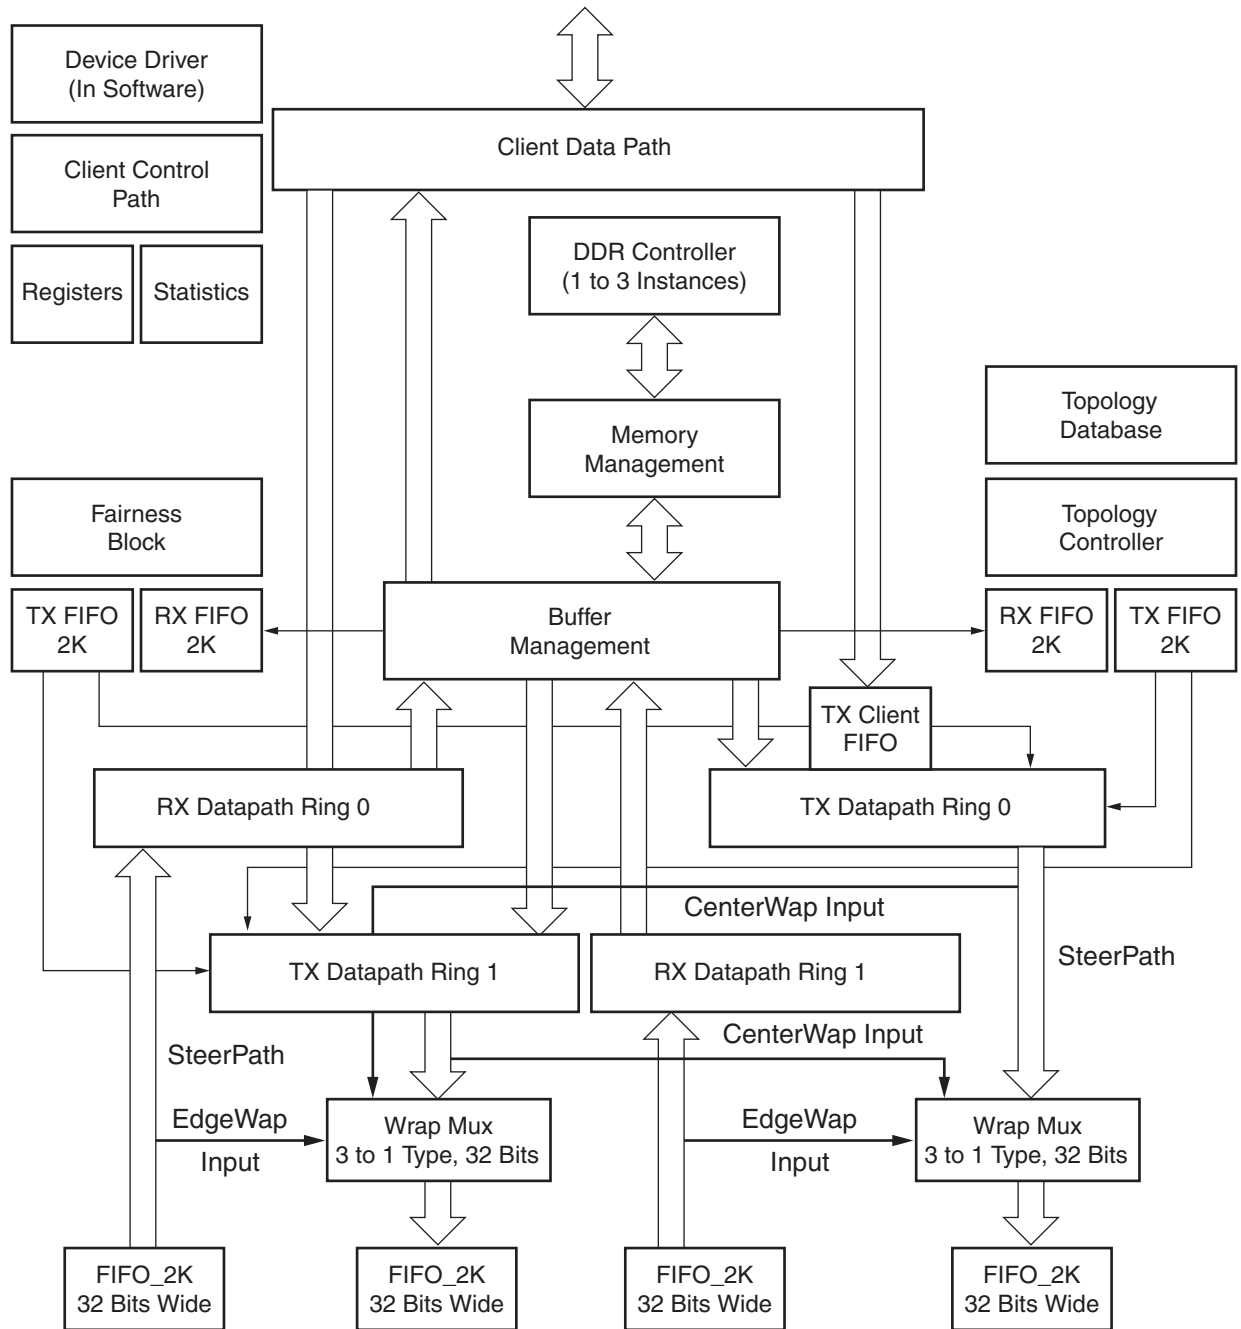 Device Driver
(In Software)
Client Data Path
Client Control
Path
DDR Controller
(1 to 3 Instances)
Registers
Statistics
Memory
Management
Topology
Database
Fairness
Block
Topology
Controller
TX FIFO
2K
RX FIFO
2K
Buffer
Management
RX FIFO
2K
TX FIFO
2K
TX Client
FIFO
RX Datapath Ring 0
TX Datapath Ring 0
CenterWap Input
SteerPath
TX Datapath Ring 1
RX Datapath Ring 1
CenterWap Input
SteerPath
EdgeWap
Input
Wrap Mux
3 to 1 Type, 32 Bits
EdgeWap
Input
Wrap Mux
3 to 1 Type, 32 Bits
FIFO_2K
32 Bits Wide
FIFO_2K
32 Bits Wide
FIFO_2K
32 Bits Wide
FIFO_2K
32 Bits Wide